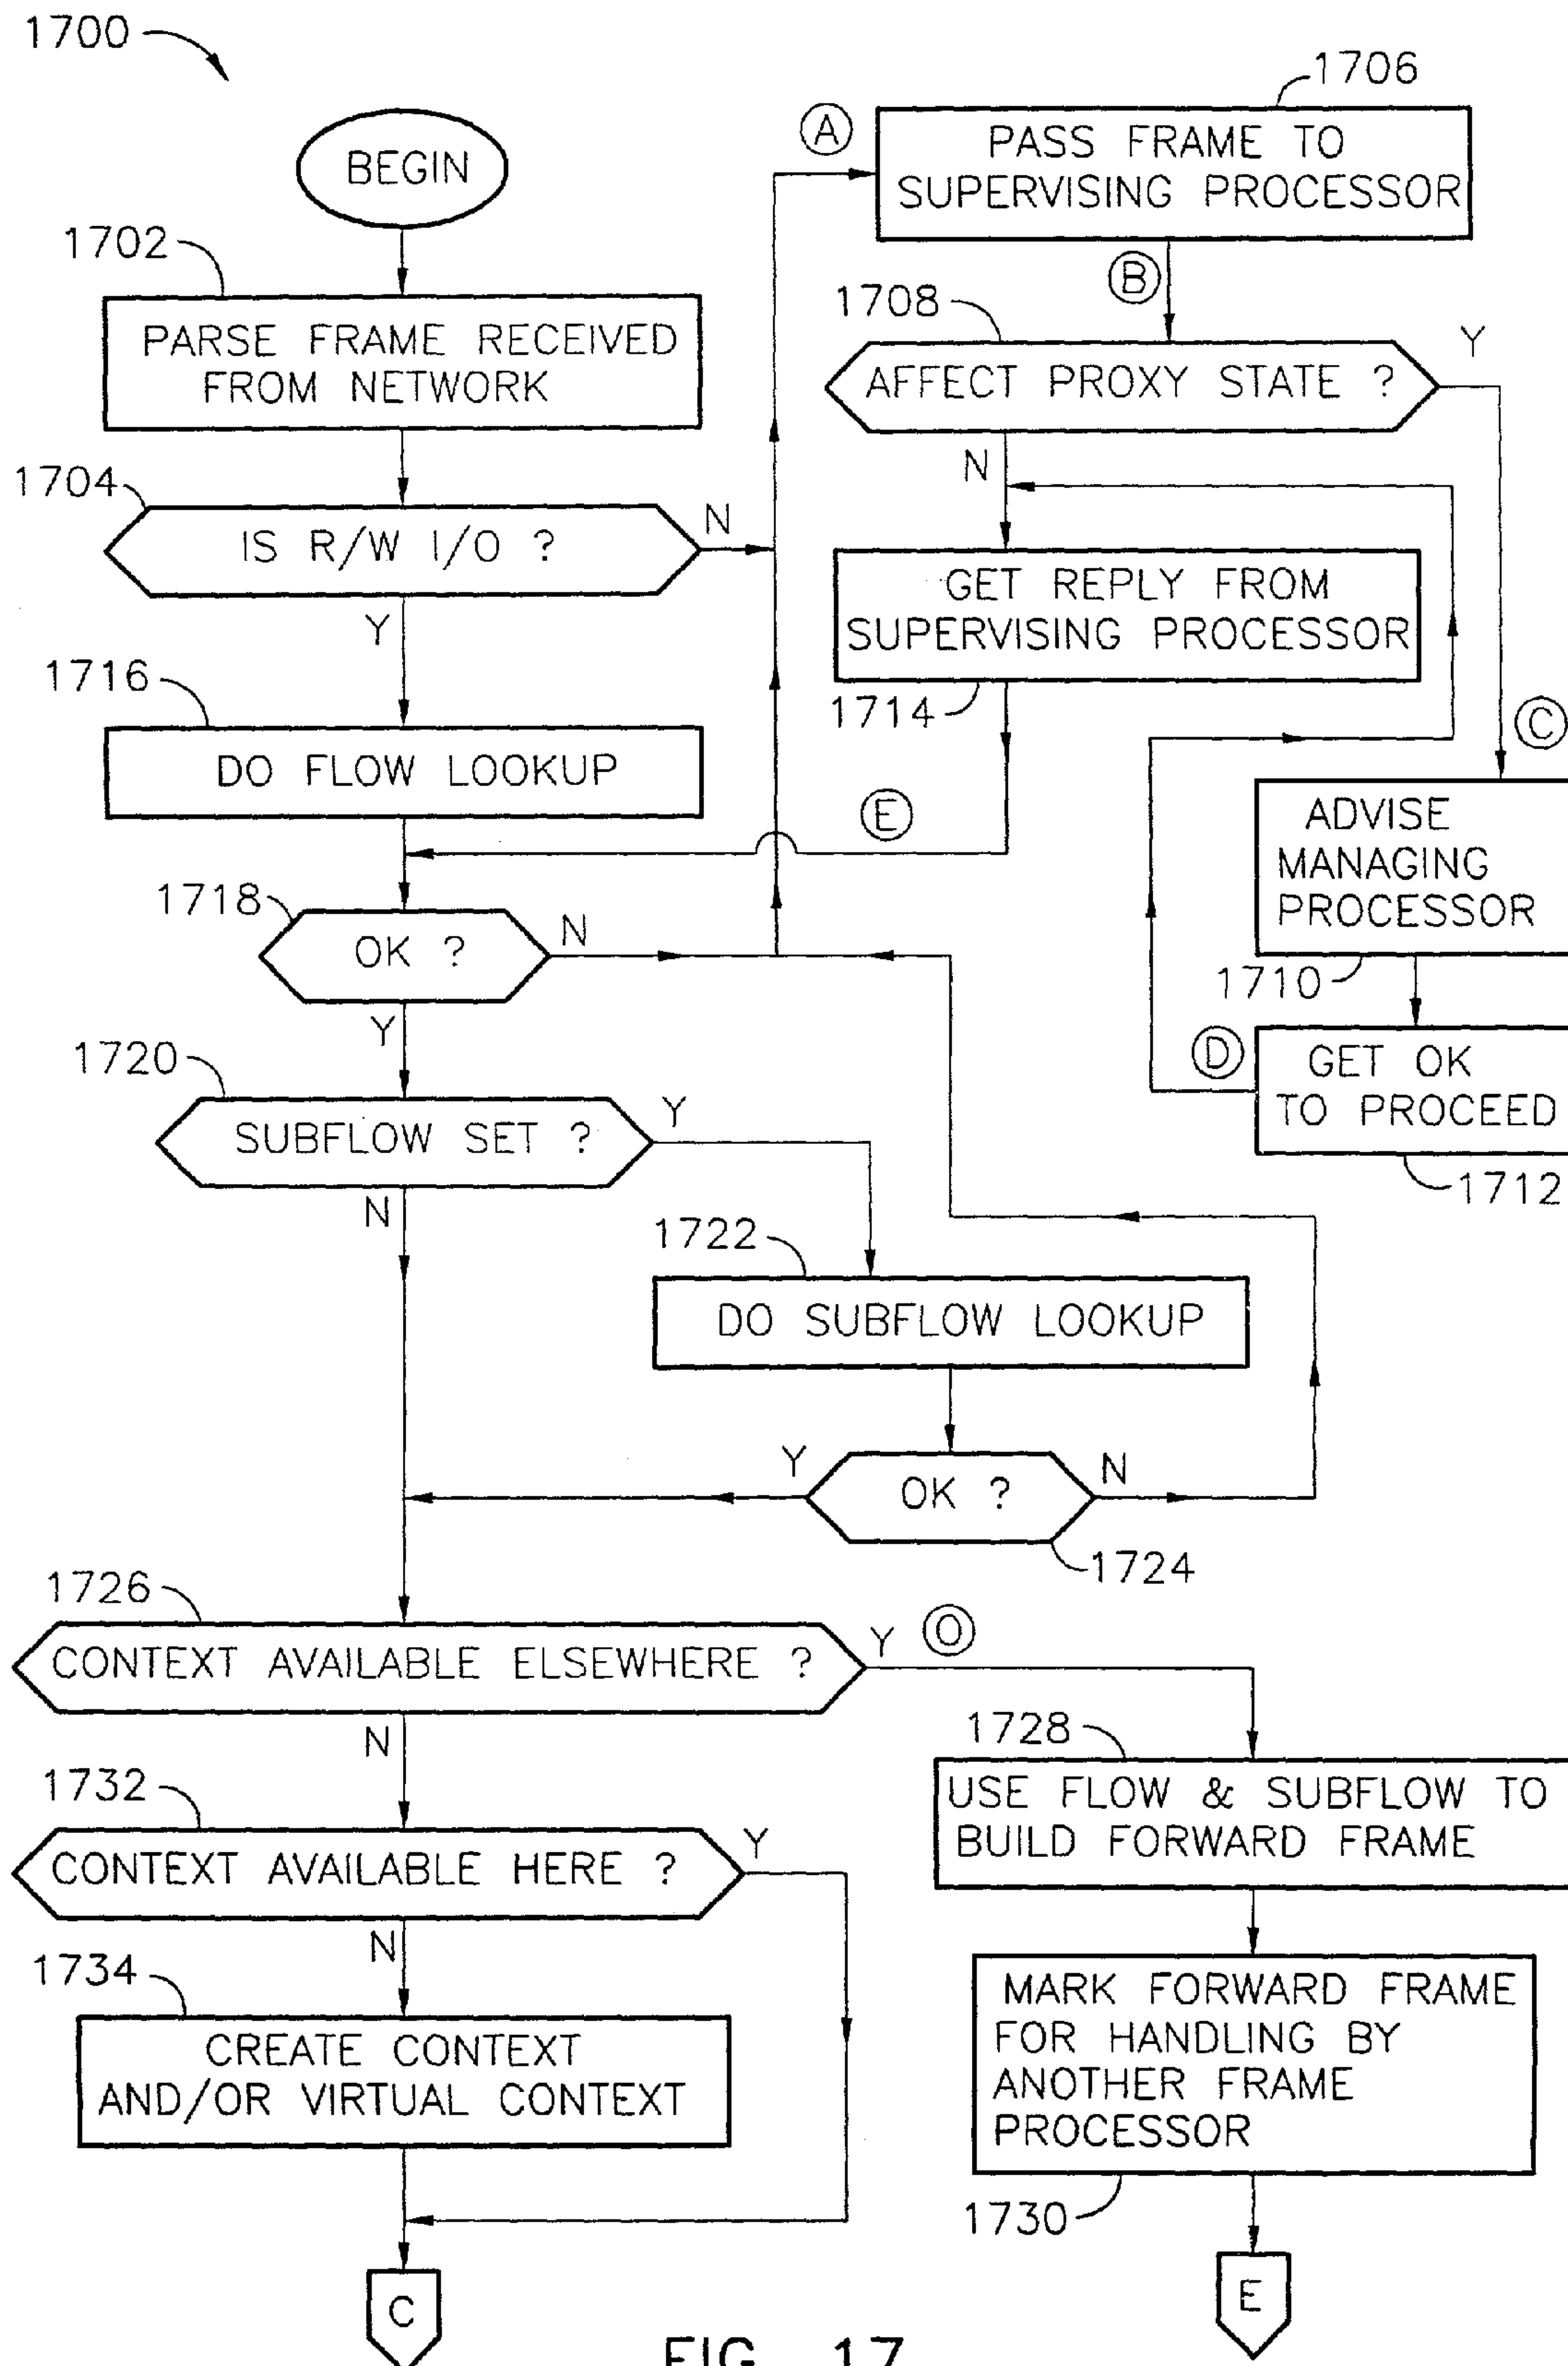 1700
BEGIN
1702
PARSE FRAME RECEIVED
FROM NETWORK
1704
IS R/W I/O ?
N
Y
1716
DO FLOW LOOKUP
A
1706
PASS FRAME TO
SUPERVISING PROCESSOR
B
1708
AFFECT PROXY STATE ?
Y
N
GET REPLY FROM
SUPERVISING PROCESSOR
1714
C
ADVISE
MANAGING
PROCESSOR
1710
D
GET OK
TO PROCEED
1712
E
1718
OK ?
N
Y
1720
SUBFLOW SET ?
Y
N
1722
DO SUBFLOW LOOKUP
Y
OK ?
N
1724
1726
CONTEXT AVAILABLE ELSEWHERE ?
Y
O
N
1728
USE FLOW & SUBFLOW TO
BUILD FORWARD FRAME
1732
CONTEXT AVAILABLE HERE ?
Y
N
1734
CREATE CONTEXT
AND/OR VIRTUAL CONTEXT
MARK FORWARD FRAME
FOR HANDLING BY
ANOTHER FRAME
PROCESSOR
1730
C
E
FIG. 17